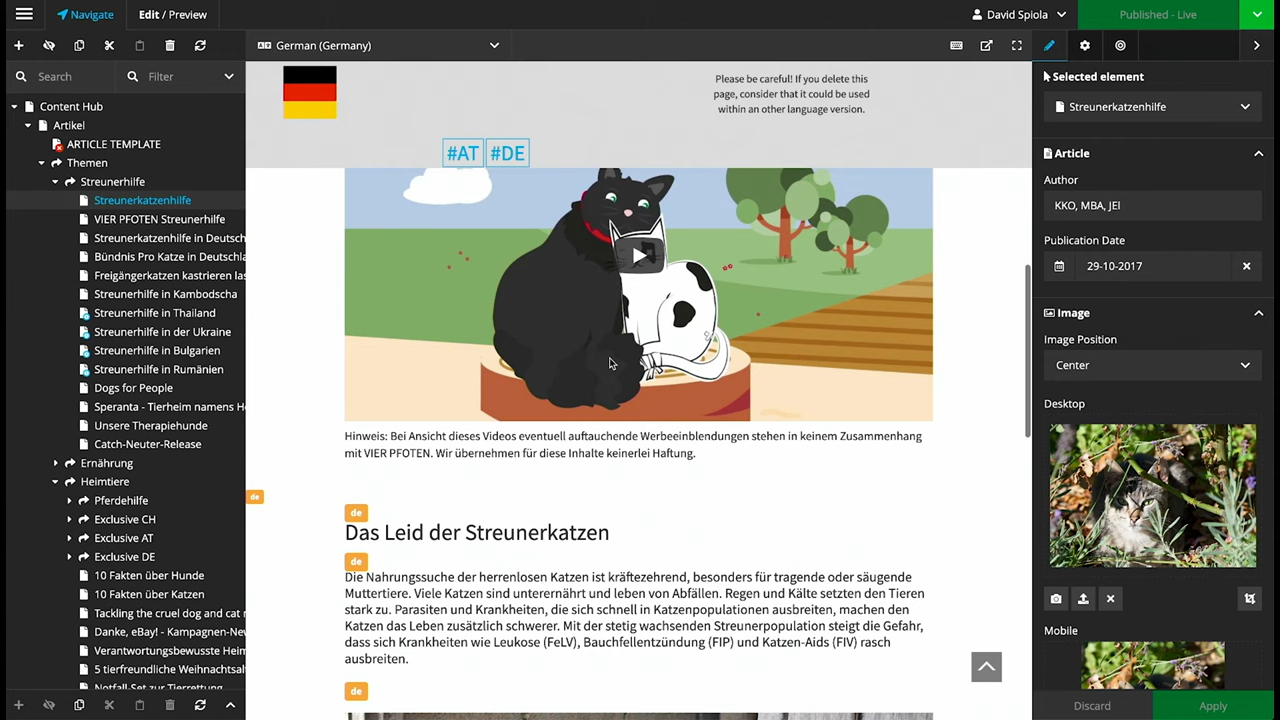 Navigate
Edit / Preview
David Spiola
Published - Live
German (Germany)
Search
Filter
Content Hub
Artikel
ARTICLE TEMPLATE
Themen
Streunerhilfe
Streunerkatzenhilfe
VIER PFOTEN Streunerhilfe
Streunerkatzenhilfe in Deutsch
Bündnis Pro Katze in Deutschla
Freigängerkatzen kastrieren las
Streunerhilfe in Kambodscha
Streunerhilfe in Thailand
Streunerhilfe in der Ukraine
Streunerhilfe in Bulgarien
Streunerhilfe in Rumänien
Dogs for People
Speranta - Tierheim namens H
Unsere Therapiehunde
Catch-Neuter-Release
Ernährung
Heimtiere
Pferdehilfe
Exclusive CH
Exclusive AT
Exclusive DE
10 Fakten über Hunde
10 Fakten über Katzen
Tackling the cruel dog and cat
Danke, eBay! - Kampagnen-Ne
Verantwortungsbewusste Heim
5 tierfreundliche Weihnachtsa
Notfall-Set zur Tierrettung
Please be careful! If you delete this
page, consider that it could be used
within an other language version.
#AT #DE
Hinweis: Bei Ansicht dieses Videos eventuell auftauchende Werbeeinblendungen stehen in keinem Zusammenhang
mit VIER PFOTEN. Wir übernehmen für diese Inhalte keinerlei Haftung.
de
de
Das Leid der Streunerkatzen
de
Die Nahrungssuche der herrenlosen Katzen ist kräftezehrend, besonders für tragende oder säugende
Muttertiere. Viele Katzen sind unterernährt und leben von Abfällen. Regen und Kälte setzten den Tieren
stark zu. Parasiten und Krankheiten, die sich schnell in Katzenpopulationen ausbreiten, machen den
Katzen das Leben zusätzlich schwerer. Mit der stetig wachsenden Streunerpopulation steigt die Gefahr,
dass sich Krankheiten wie Leukose (FeLV), Bauchfellentzündung (FIP) und Katzen-Aids (FIV) rasch
ausbreiten.
de
Selected element
Streunerkatzenhilfe
Article
Author
KKO, MBA, JEI
Publication Date
29-10-2017
Image
Image Position
Center
Desktop
Mobile
Discard
Apply